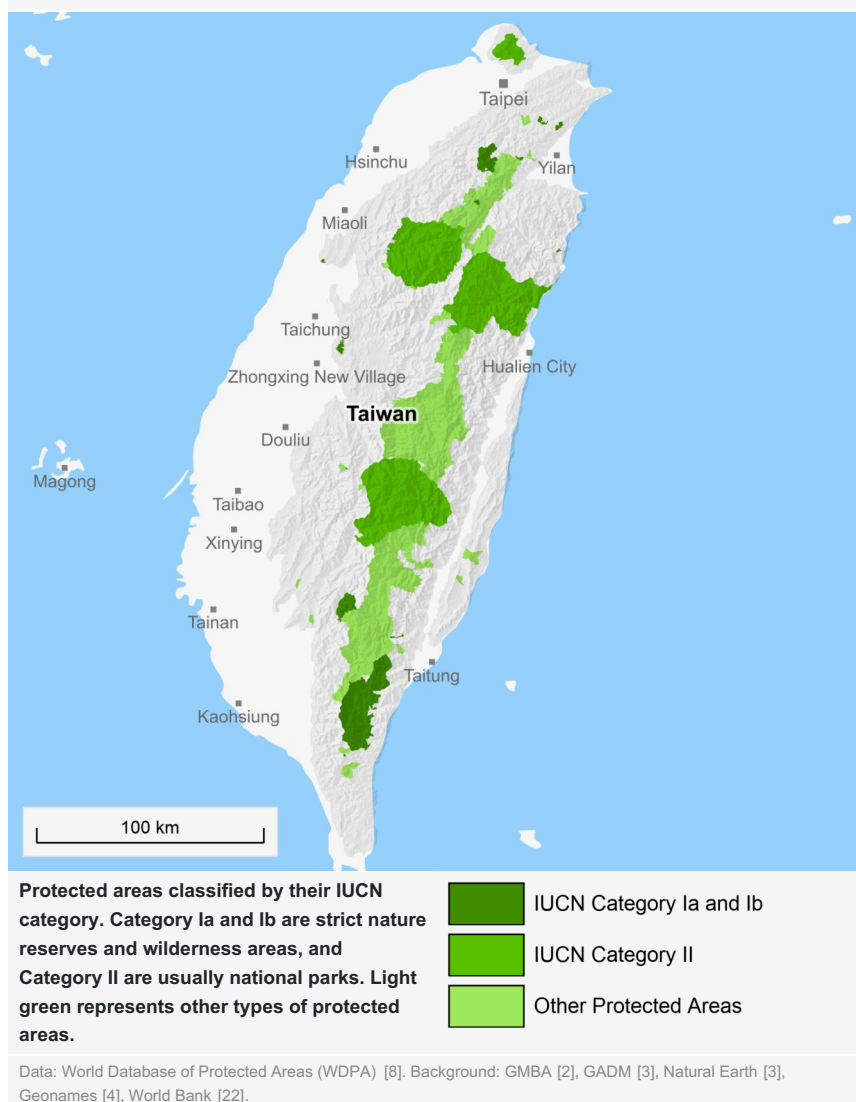 Taipei
Hsinchu
Yilan
Miaoli
Taichung
Hualien City
Zhongxing New Village
Taiwan
Douliu
Magong
Taibao
Xinying
Tainan
Taitung
Kaohsiung
100 km
Protected areas classified by their IUCN
category. Category Ia and Ib are strict nature
reserves and wilderness areas, and
Category II are usually national parks. Light
green represents other types of protected
areas.
IUCN Category Ia and Ib
IUCN Category II
Other Protected Areas
Data: World Database of Protected Areas (WDPA) [8]. Background: GMBA [2], GADM [3], Natural Earth [3],
Geonames [4], World Bank [22].